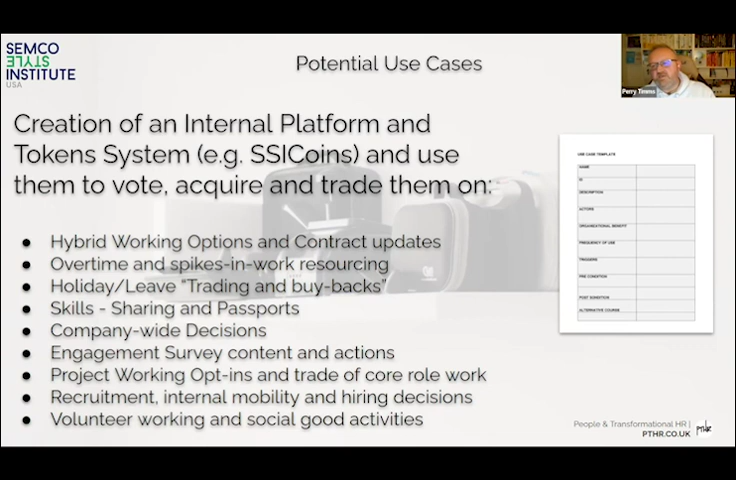 SEMCO
STYLE
INSTITUTE
USA
Potential Use Cases
Perry Timms
Creation of an Internal Platform and
Tokens System (e.g. SSICoins) and use
them to vote, acquire and trade them on:
● Hybrid Working Options and Contract updates
● Overtime and spikes-in-work resourcing
● Holiday/Leave “Trading and buy-backs”
● Skills - Sharing and Passports
● Company-wide Decisions
● Engagement Survey content and actions
● Project Working Opt-ins and trade of core role work
● Recruitment, internal mobility and hiring decisions
● Volunteer working and social good activities
USE CASE TEMPLATE
NAME
ID
DESCRIPTION
ACTORS
ORGANIZATIONAL BENEFIT
FREQUENCY OF USE
TRIGGERS
PRE CONDITION
POST
ALTERNATIVE COURSE
People & Transformational HR |
PTHR.CO.UK
PTHR